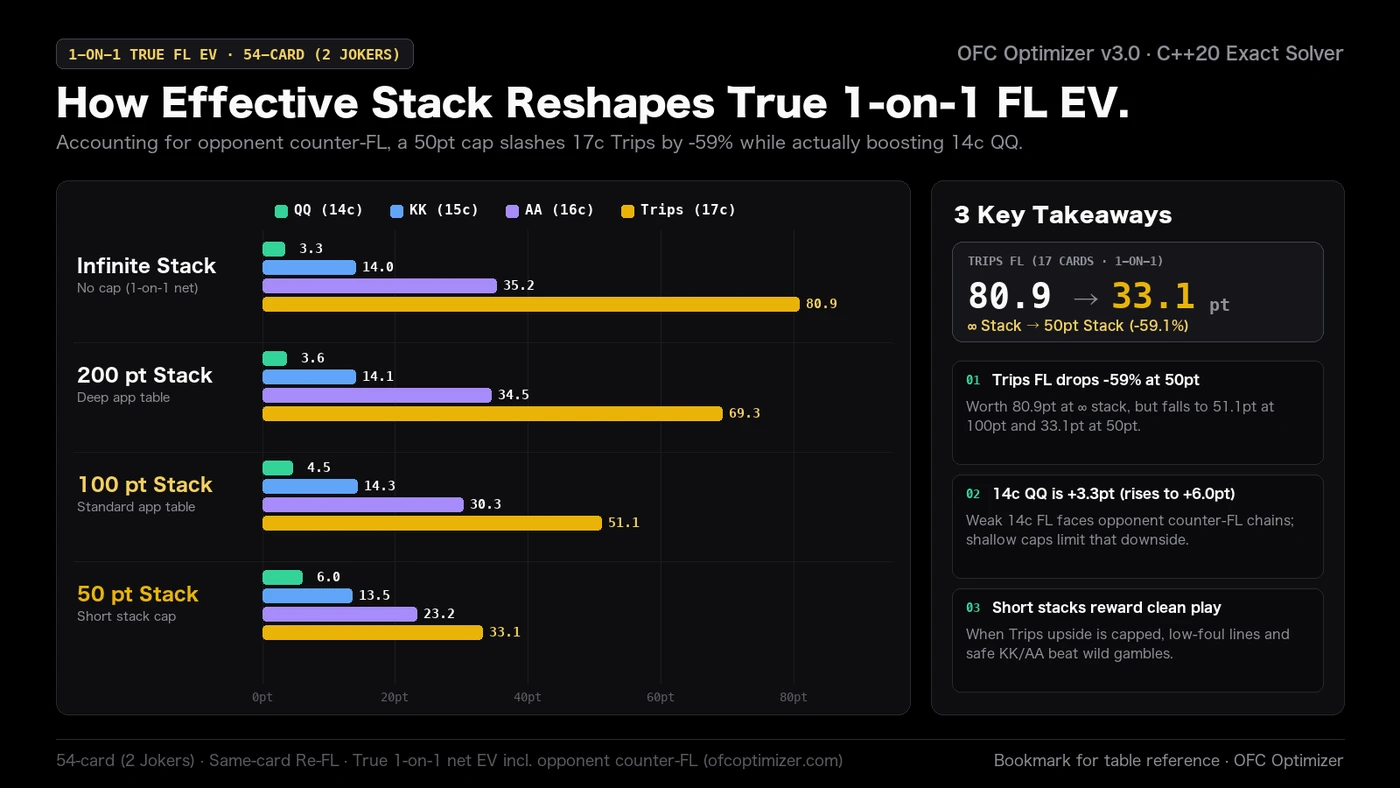 1-ON-1 TRUE FL EV · 54-CARD (2 JOKERS)
OFC Optimizer v3.0 · C++20 Exact Solver
How Effective Stack Reshapes True 1-on-1 FL EV.
Accounting for opponent counter-FL, a 50pt cap slashes 17c Trips by -59% while actually boosting 14c QQ.
QQ (14c) KK (15c) AA (16c) Trips (17c)
Infinite Stack
No cap (1-on-1 net)
3.3
14.0
35.2
80.9
200 pt Stack
Deep app table
3.6
14.1
34.5
69.3
100 pt Stack
Standard app table
4.5
14.3
30.3
51.1
50 pt Stack
Short stack cap
6.0
13.5
23.2
33.1
0pt 20pt 40pt 60pt 80pt
3 Key Takeaways
TRIPS FL (17 CARDS · 1-ON-1)
80.9 → 33.1 pt
∞ Stack → 50pt Stack (-59.1%)
01 Trips FL drops -59% at 50pt
Worth 80.9pt at ∞ stack, but falls to 51.1pt at
100pt and 33.1pt at 50pt.
02 14c QQ is +3.3pt (rises to +6.0pt)
Weak 14c FL faces opponent counter-FL chains;
shallow caps limit that downside.
03 Short stacks reward clean play
When Trips upside is capped, low-foul lines and
safe KK/AA beat wild gambles.
54-card (2 Jokers) · Same-card Re-FL · True 1-on-1 net EV incl. opponent counter-FL (ofcoptimizer.com)
Bookmark for table reference · OFC Optimizer